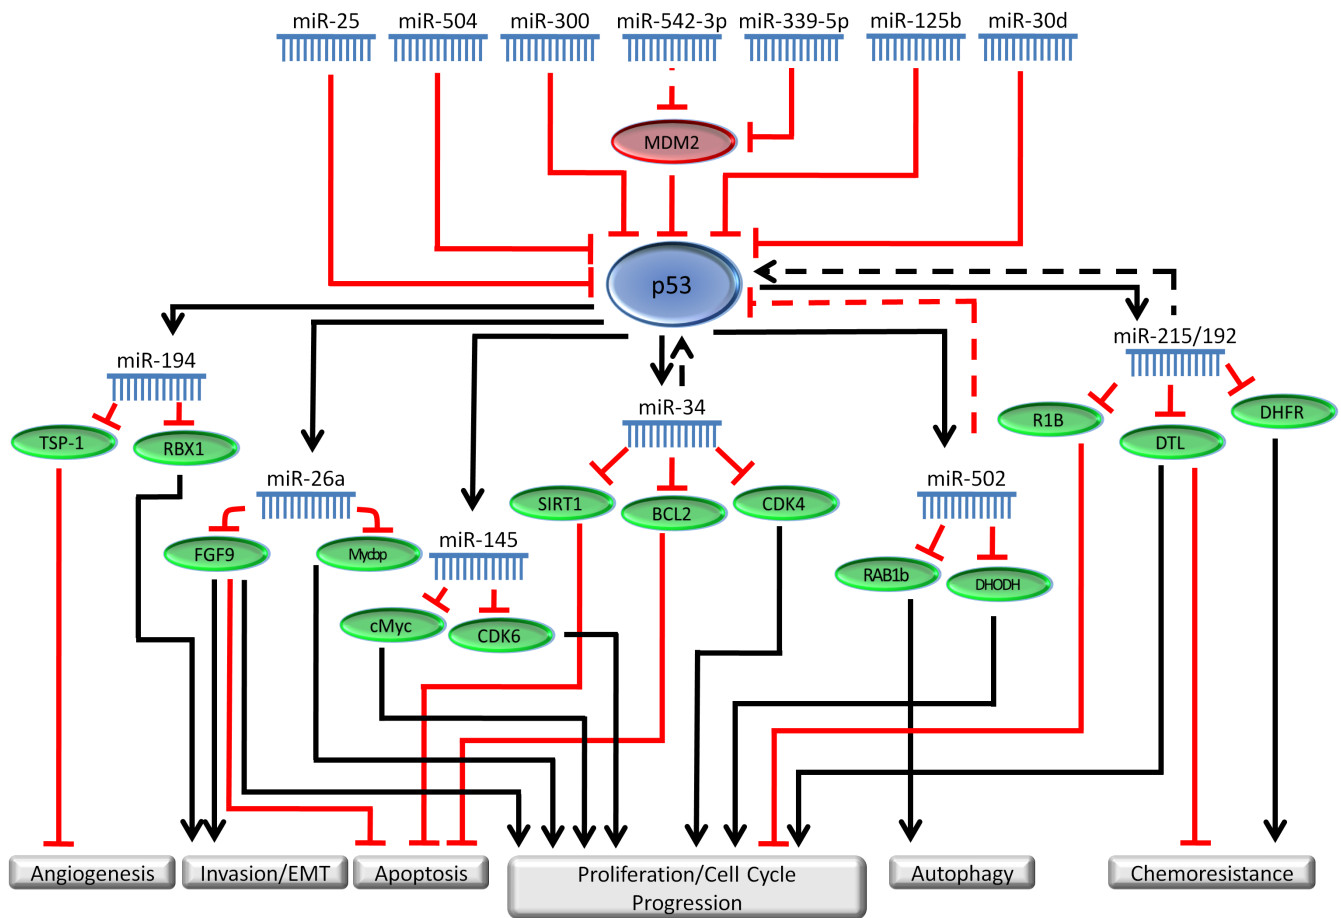 miR-25
miR-504
miR-300
miR-542-3p
miR-339-5p
miR-125b
miR-30d
MDM2
p53
miR-194
miR-215/192
TSP-1
RBX1
miR-34
R1B
DTL
DHFR
miR-26a
SIRT1
BCL2
CDK4
miR-502
FGF9
Mycbp
miR-145
RAB1b
DHODH
cMyc
CDK6
Angiogenesis
Invasion/EMT
Apoptosis
Proliferation/Cell Cycle
Progression
Autophagy
Chemoresistance